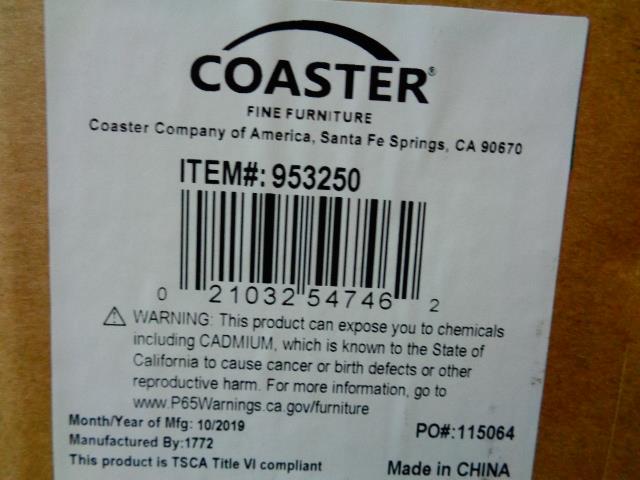 COASTER®
FINE FURNITURE
Coaster Company of America, Santa Fe Springs, CA 90670
ITEM#: 953250
0 21032 54746 2
⚠ WARNING: This product can expose you to chemicals
including CADMIUM, which is known to the State of
California to cause cancer or birth defects or other
reproductive harm. For more information, go to
www.P65Warnings.ca.gov/furniture
Month/Year of Mfg: 10/2019
Manufactured By:1772
PO#:115064
This product is TSCA Title VI compliant
Made in CHINA